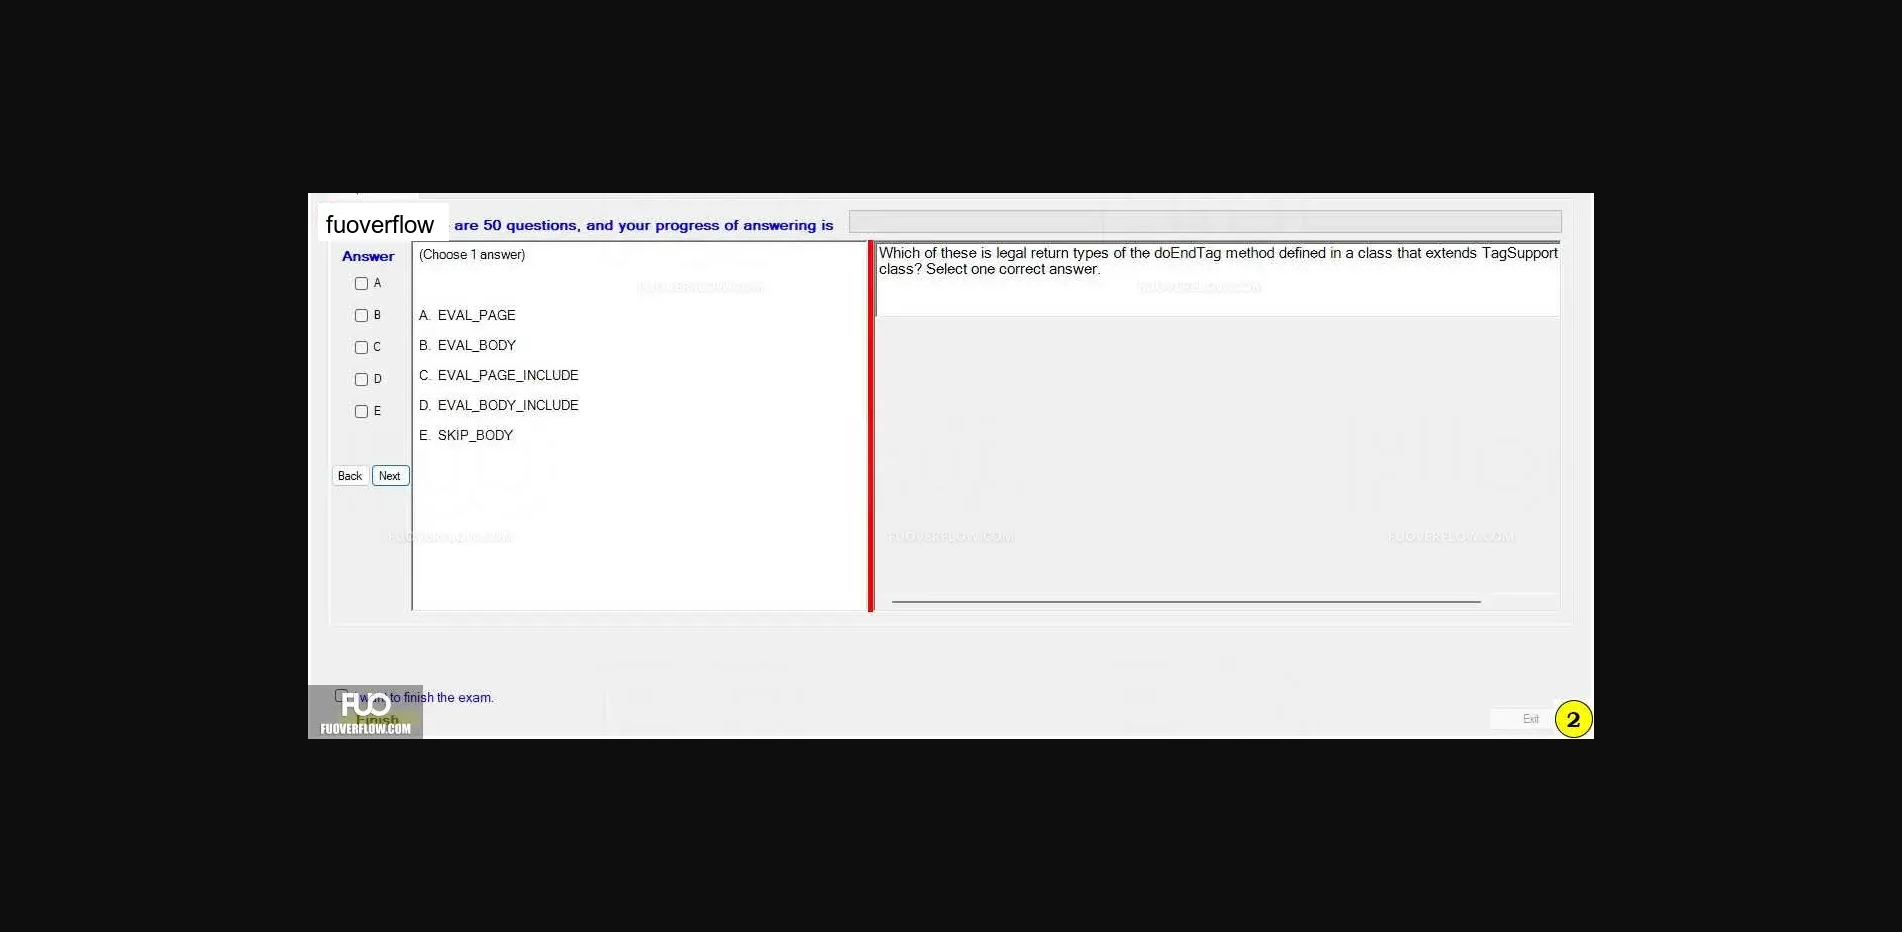 fuoverflow are 50 questions, and your progress of answering is
Answer
(Choose 1 answer)
Which of these is legal return types of the doEndTag method defined in a class that extends TagSupport
class? Select one correct answer.
A
B
C
D
E
A. EVAL_PAGE
B. EVAL_BODY
C. EVAL_PAGE_INCLUDE
D. EVAL_BODY_INCLUDE
E. SKIP_BODY
Back Next
FUOVERFLOW.COM
FUOVERFLOW.COM
FUOVERFLOW.COM
FUOVERFLOW.COM
FUOVERFLOW.COM
want to finish the exam.
FUO
Finish
FUOVERFLOW.COM
Exit
2